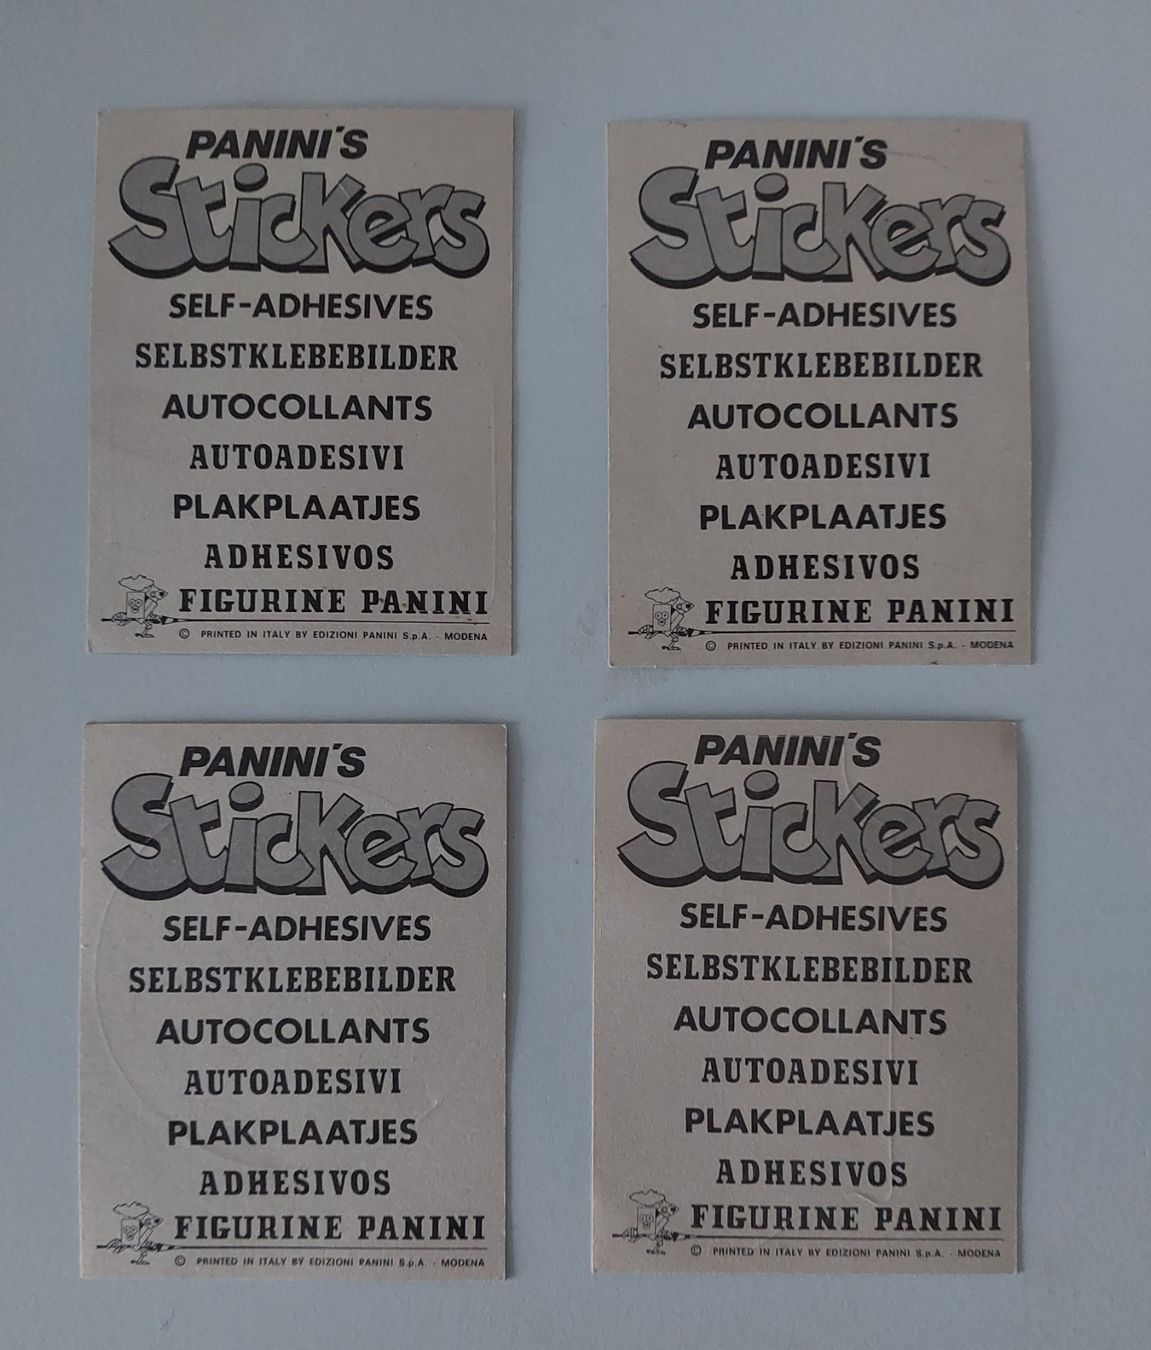 PANINI'S
Stickers
SELF-ADHESIVES
SELBSTKLEBEBILDER
AUTOCOLLANTS
AUTOADESIVI
PLAKPLAATJES
ADHESIVOS
FIGURINE PANINI
© PRINTED IN ITALY BY EDIZIONI PANINI S.p.A. - MODENA
PANINI'S
Stickers
SELF-ADHESIVES
SELBSTKLEBEBILDER
AUTOCOLLANTS
AUTOADESIVI
PLAKPLAATJES
ADHESIVOS
FIGURINE PANINI
© PRINTED IN ITALY BY EDIZIONI PANINI S.p.A. - MODENA
PANINI'S
Stickers
SELF-ADHESIVES
SELBSTKLEBEBILDER
AUTOCOLLANTS
AUTOADESIVI
PLAKPLAATJES
ADHESIVOS
FIGURINE PANINI
© PRINTED IN ITALY BY EDIZIONI PANINI S.p.A. - MODENA
PANINI'S
Stickers
SELF-ADHESIVES
SELBSTKLEBEBILDER
AUTOCOLLANTS
AUTOADESIVI
PLAKPLAATJES
ADHESIVOS
FIGURINE PANINI
© PRINTED IN ITALY BY EDIZIONI PANINI S.p.A. - MODENA